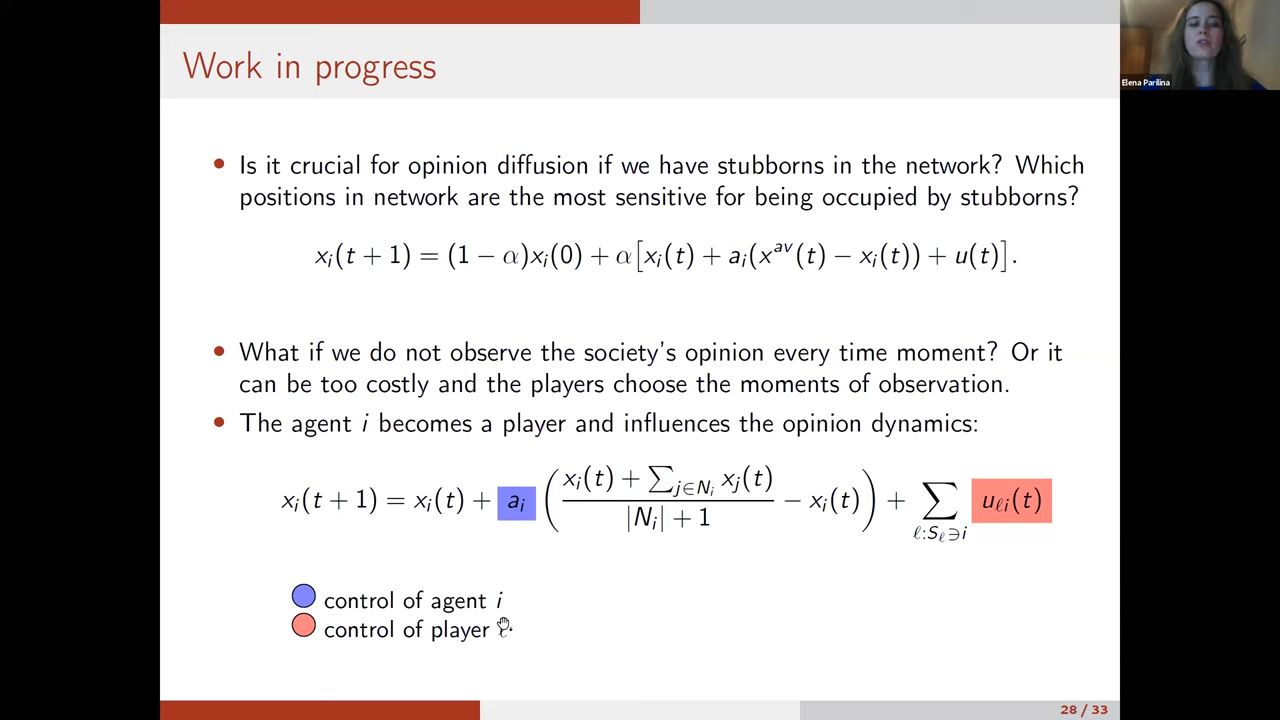 Elena Parilina
Work in progress
• Is it crucial for opinion diffusion if we have stubborns in the network? Which
positions in network are the most sensitive for being occupied by stubborns?
xᵢ(t + 1) = (1 − α)xᵢ(0) + α[xᵢ(t) + aᵢ(xᵃᵛ(t) − xᵢ(t)) + u(t)].
• What if we do not observe the society's opinion every time moment? Or it
can be too costly and the players choose the moments of observation.
• The agent i becomes a player and influences the opinion dynamics:
xᵢ(t + 1) = xᵢ(t) + aᵢ ( (xᵢ(t) + ∑_{j∈Nᵢ} xⱼ(t)) / (|Nᵢ| + 1) − xᵢ(t) ) + ∑_{ℓ:S_ℓ∋i} u_{ℓi}(t)
control of agent i
control of player
28 / 33